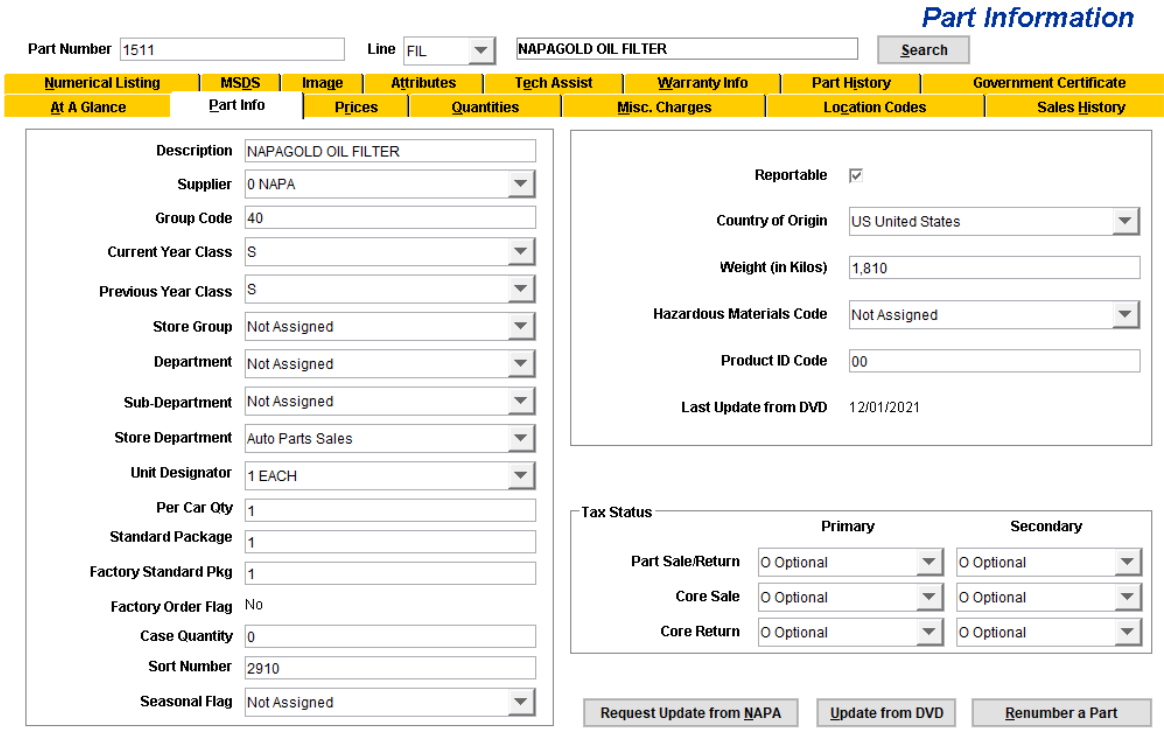 Part Information
Part Number 1511 Line FIL NAPAGOLD OIL FILTER Search
Numerical Listing MSDS Image Attributes Tech Assist Warranty Info Part History Government Certificate
At A Glance Part Info Prices Quantities Misc. Charges Location Codes Sales History
Description NAPAGOLD OIL FILTER
Supplier 0 NAPA
Group Code 40
Current Year Class S
Previous Year Class S
Store Group Not Assigned
Department Not Assigned
Sub-Department Not Assigned
Store Department Auto Parts Sales
Unit Designator 1 EACH
Per Car Qty 1
Standard Package 1
Factory Standard Pkg 1
Factory Order Flag No
Case Quantity 0
Sort Number 2910
Seasonal Flag Not Assigned
Reportable
Country of Origin US United States
Weight (in Kilos) 1,810
Hazardous Materials Code Not Assigned
Product ID Code 00
Last Update from DVD 12/01/2021
Tax Status
Primary Secondary
Part Sale/Return O Optional O Optional
Core Sale O Optional O Optional
Core Return O Optional O Optional
Request Update from NAPA Update from DVD Renumber a Part